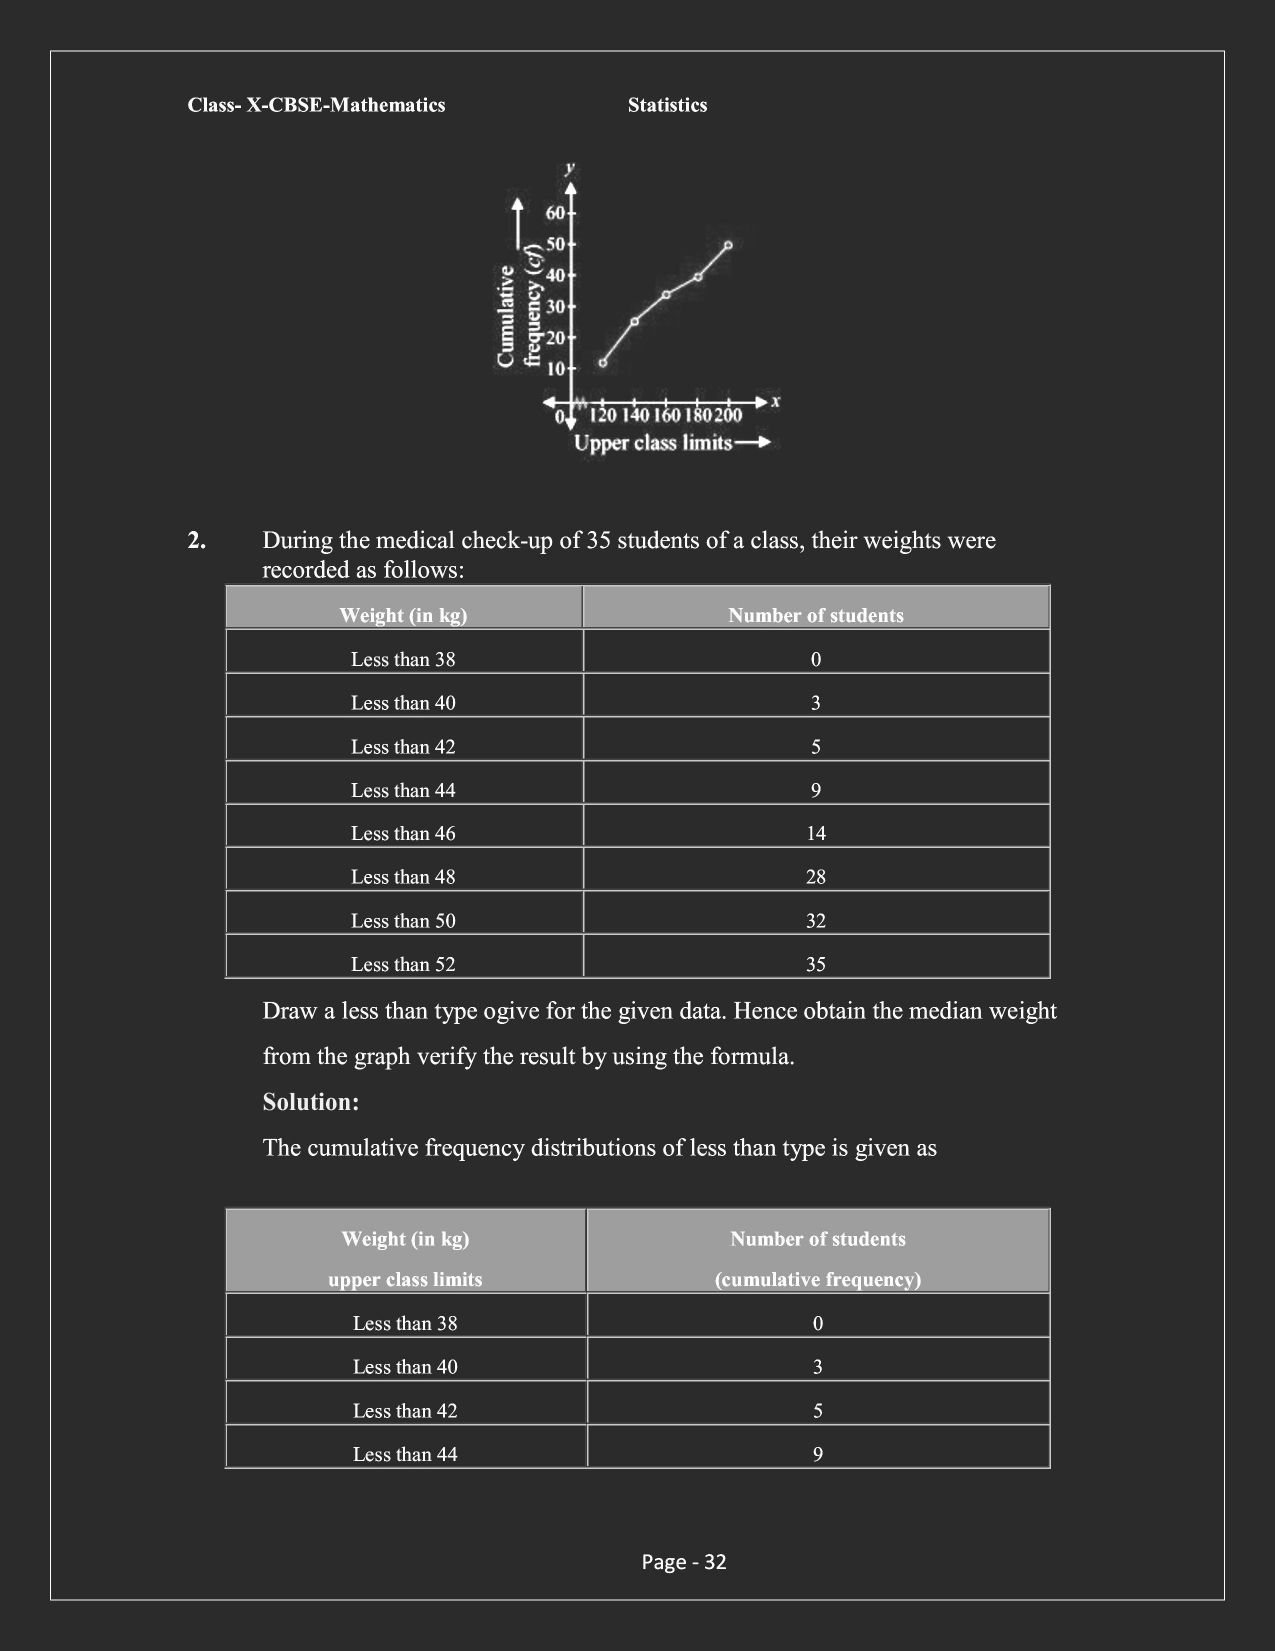 Class- X-CBSE-Mathematics Statistics
y
60
50
40
30
20
10
Cumulative
frequency (cf)
0 120 140 160 180 200 x
Upper class limits
2. During the medical check-up of 35 students of a class, their weights were
recorded as follows:
Weight (in kg) Number of students
Less than 38 0
Less than 40 3
Less than 42 5
Less than 44 9
Less than 46 14
Less than 48 28
Less than 50 32
Less than 52 35
Draw a less than type ogive for the given data. Hence obtain the median weight
from the graph verify the result by using the formula.
Solution:
The cumulative frequency distributions of less than type is given as
Weight (in kg) Number of students
upper class limits (cumulative frequency)
Less than 38 0
Less than 40 3
Less than 42 5
Less than 44 9
Page - 32